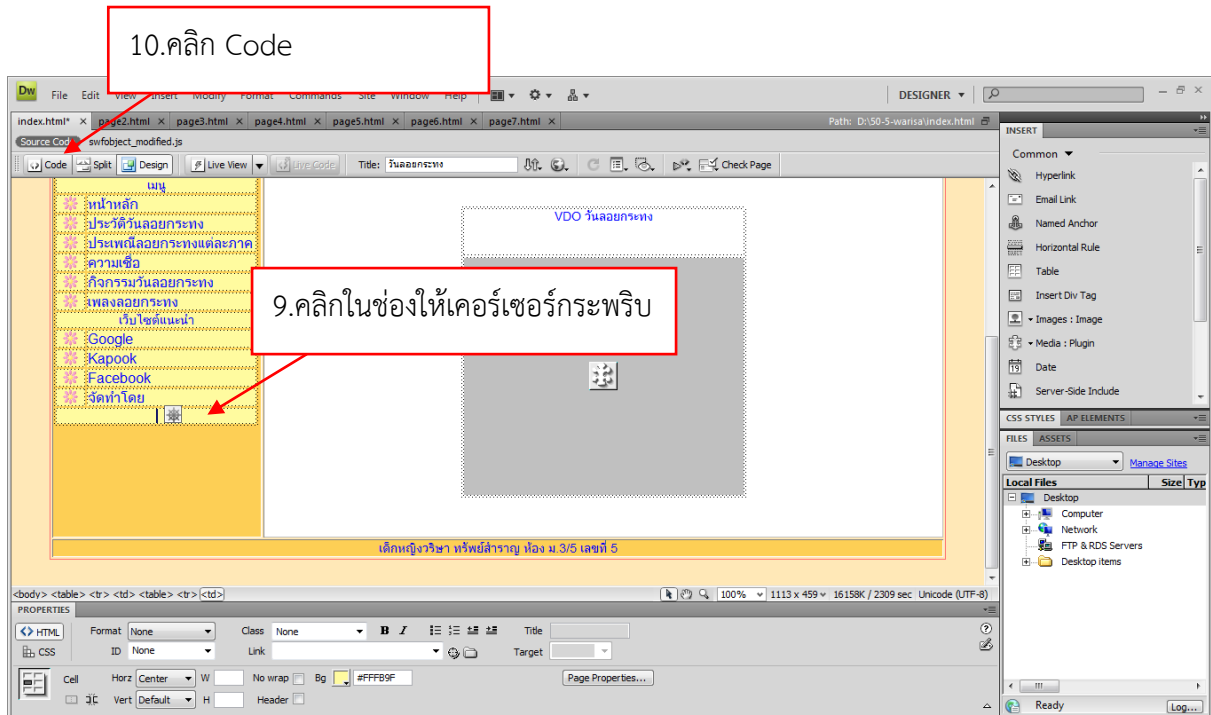 10.คลิก Code
Dw File Edit View Insert Modify Format Commands Site Window Help DESIGNER
index.html* × page2.html × page3.html × page4.html × page5.html × page6.html × page7.html × Path: D:\50-5-warisa\index.html
Source Code swfobject_modified.js
Code Split Design Live View Live Code Title: วันลอยกระทง Check Page
เมนู
หน้าหลัก
ประวัติวันลอยกระทง
ประเพณีลอยกระทงแต่ละภาค
ความเชื่อ
กิจกรรมวันลอยกระทง
เพลงลอยกระทง
เว็บไซต์แนะนำ
Google
Kapook
Facebook
จัดทำโดย
VDO วันลอยกระทง
9.คลิกในช่องให้เคอร์เซอร์กระพริบ
เด็กหญิงวริษา ทรัพย์สำราญ ห้อง ม.3/5 เลขที่ 5
<body> <table> <tr> <td> <table> <tr> <td> 100% 1113 x 459 16158K / 2309 sec Unicode (UTF-8)
PROPERTIES
<> HTML Format None Class None B I Title
CSS ID None Link Target
Cell Horz Center W No wrap Bg #FFFB9F Page Properties...
Vert Default H Header
INSERT
Common
Hyperlink
Email Link
Named Anchor
Horizontal Rule
Table
Insert Div Tag
Images : Image
Media : Plugin
Date
Server-Side Include
CSS STYLES AP ELEMENTS
FILES ASSETS
Desktop Manage Sites
Local Files Size Typ
Desktop
Computer
Network
FTP & RDS Servers
Desktop items
Ready Log...